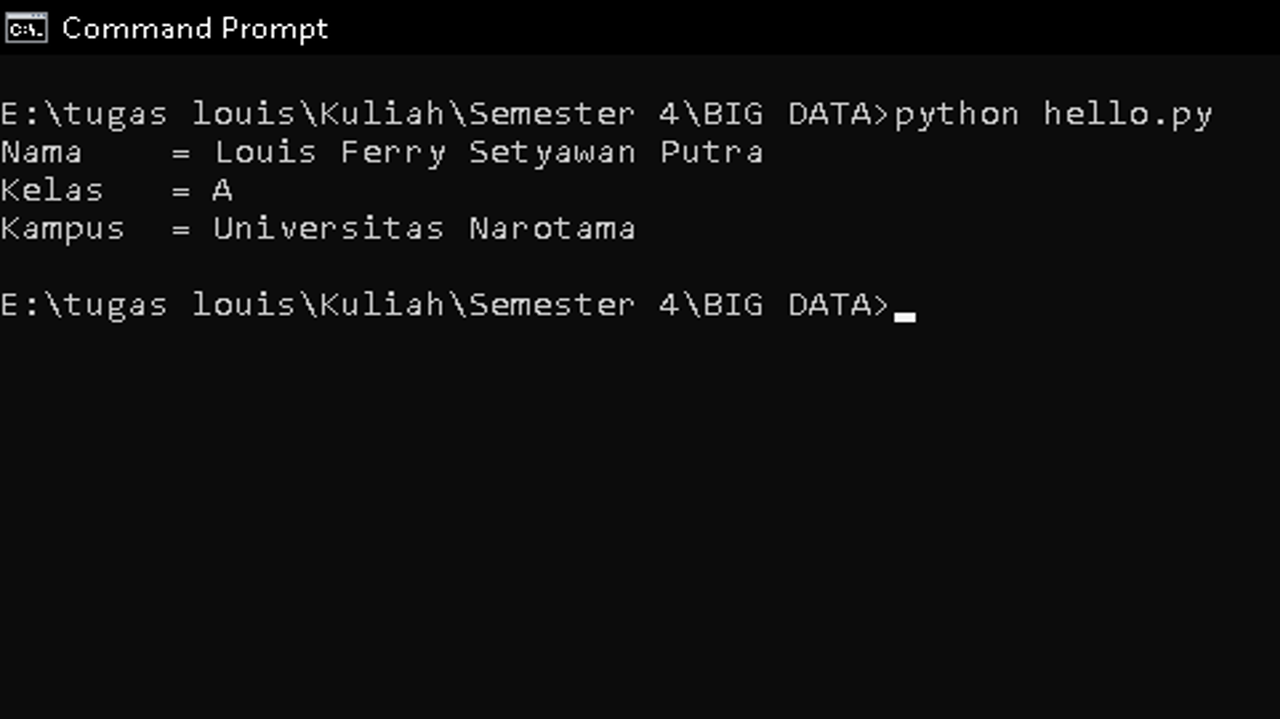 C:\.
Command Prompt
E:\tugas louis\Kuliah\Semester 4\BIG DATA>python hello.py
Nama    = Louis Ferry Setyawan Putra
Kelas   = A
Kampus  = Universitas Narotama
E:\tugas louis\Kuliah\Semester 4\BIG DATA>